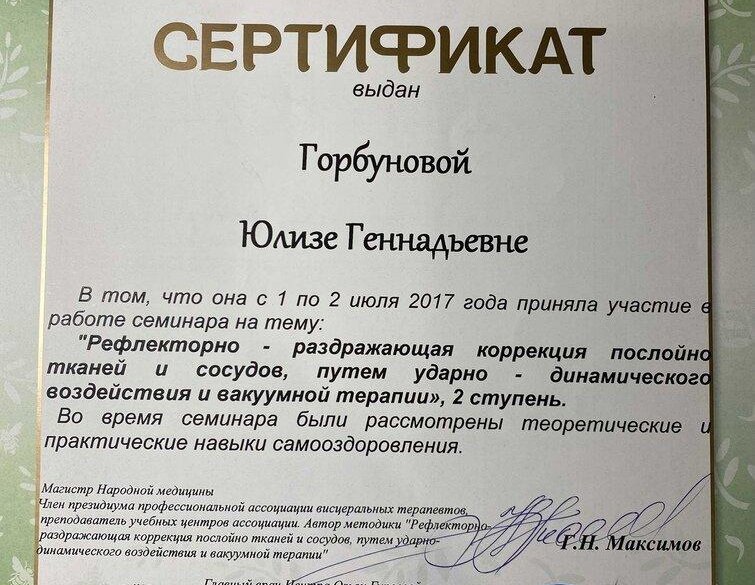 СЕРТИФИКАТ
выдан
Горбуновой
Юлизе Геннадьевне
В том, что она с 1 по 2 июля 2017 года приняла участие в
работе семинара на тему:
"Рефлекторно - раздражающая коррекция послойно
тканей и сосудов, путем ударно - динамического
воздействия и вакуумной терапии», 2 ступень.
Во время семинара были рассмотрены теоретические и
практические навыки самооздоровления.
Магистр Народной медицины
Член президиума профессиональной ассоциации висцеральных терапевтов,
преподаватель учебных центров ассоциации. Автор методики "Рефлекторно-
раздражающая коррекция послойно тканей и сосудов, путем ударно-
динамического воздействия и вакуумной терапии"
Г.Н. Максимов
Главный врач Центра